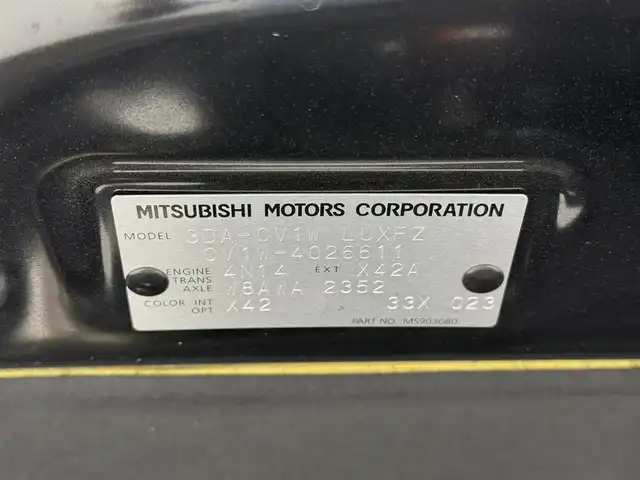 MITSUBISHI MOTORS CORPORATION
MODEL 3DA-CV1W LUXFZ
CV1W-4026611
ENGINE 4N14 EXT X42A
TRANS AXLE W8AWA 2352
COLOR INT OPT X42 33X 023
PART NO. MS903080